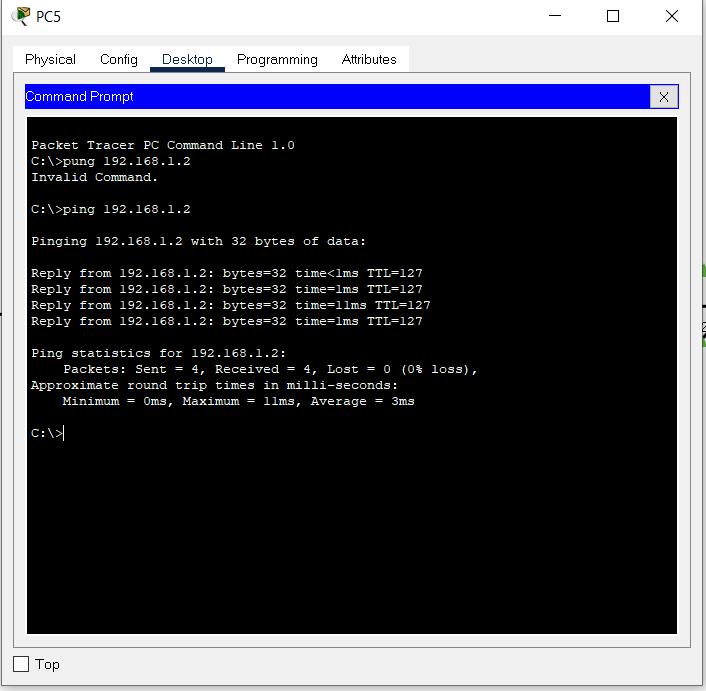 PC5
Physical Config Desktop Programming Attributes
Command Prompt
X
Packet Tracer PC Command Line 1.0
C:\>pung 192.168.1.2
Invalid Command.
C:\>ping 192.168.1.2
Pinging 192.168.1.2 with 32 bytes of data:
Reply from 192.168.1.2: bytes=32 time<1ms TTL=127
Reply from 192.168.1.2: bytes=32 time=1ms TTL=127
Reply from 192.168.1.2: bytes=32 time=11ms TTL=127
Reply from 192.168.1.2: bytes=32 time=1ms TTL=127
Ping statistics for 192.168.1.2:
Packets: Sent = 4, Received = 4, Lost = 0 (0% loss),
Approximate round trip times in milli-seconds:
Minimum = 0ms, Maximum = 11ms, Average = 3ms
C:\>
Top